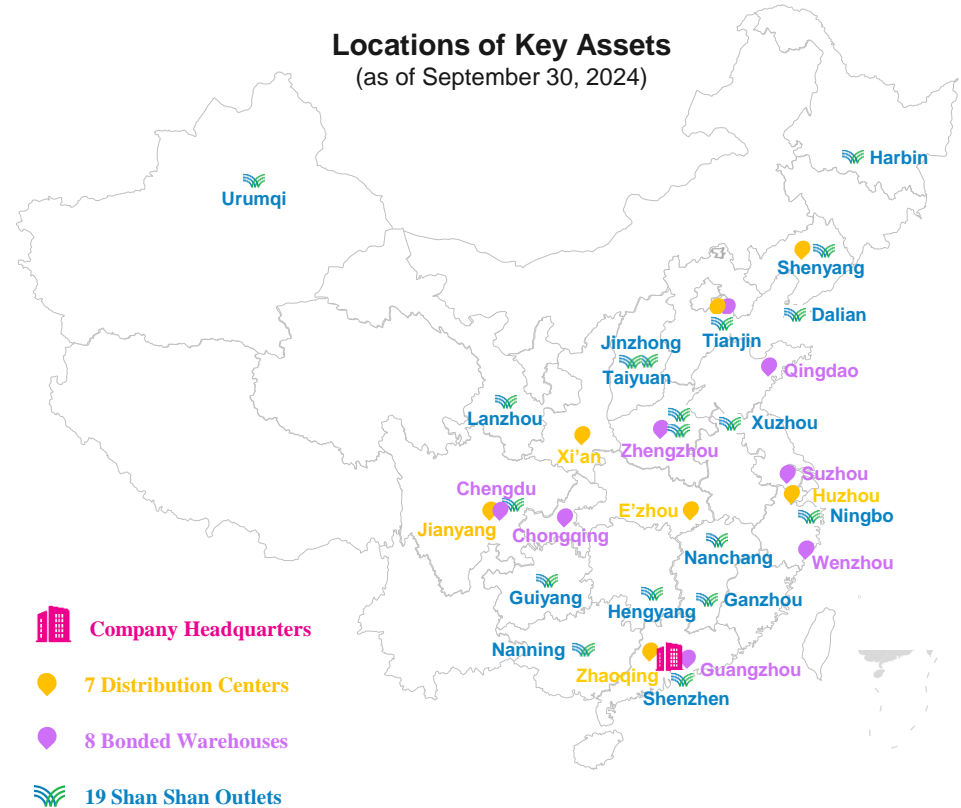 Locations of Key Assets
(as of September 30, 2024)
Harbin
Urumqi
Shenyang
Dalian
Tianjin
Jinzhong
Taiyuan
Qingdao
Lanzhou
Xuzhou
Zhengzhou
Xi’an
Suzhou
Chengdu
Huzhou
E’zhou
Ningbo
Jianyang
Chongqing
Nanchang
Wenzhou
Guiyang
Hengyang
Ganzhou
Company Headquarters
Nanning
Zhaoqing
Guangzhou
7 Distribution Centers
Shenzhen
8 Bonded Warehouses
19 Shan Shan Outlets